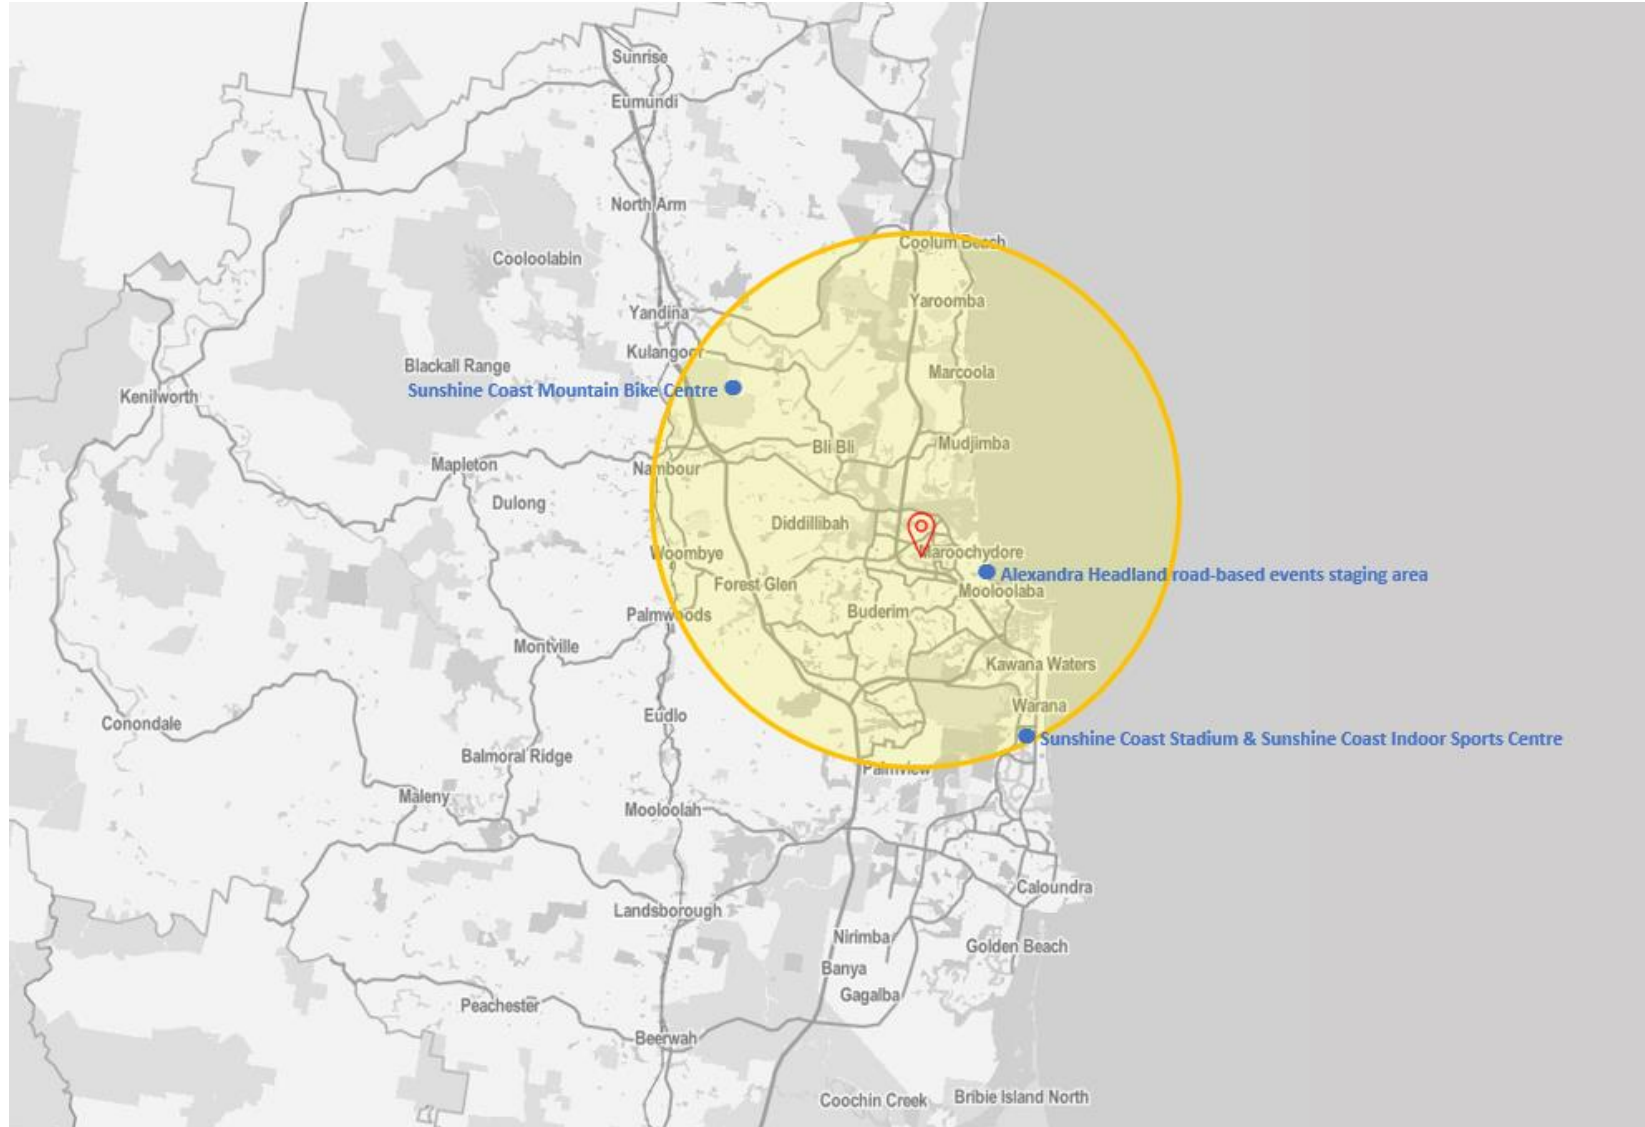 Sunrise
Eumundi
North Arm
Coolum Beach
Cooloolabin
Yaroomba
Yandina
Kulangoor
Blackall Range
Marcoola
Sunshine Coast Mountain Bike Centre
Kenilworth
Mudjimba
Bli Bli
Mapleton
Nambour
Dulong
Diddillibah
Maroochydore
Woombye
Alexandra Headland road-based events staging area
Forest Glen
Mooloolaba
Buderim
Palmwoods
Montville
Kawana Waters
Warana
Eudlo
Conondale
Sunshine Coast Stadium & Sunshine Coast Indoor Sports Centre
Balmoral Ridge
Palmview
Maleny
Mooloolah
Caloundra
Landsborough
Nirimba
Golden Beach
Banya
Gagalba
Peachester
Beerwah
Bribie Island North
Coochin Creek